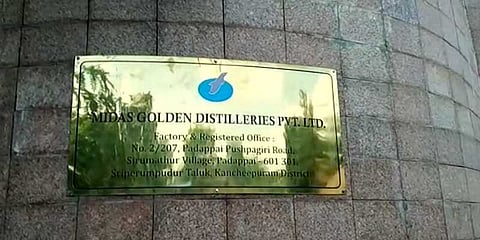 MIDAS GOLDEN DISTILLERIES PVT. LTD.
Factory & Registered Office :
No. 2/207, Padappai Pushpagiri Road,
Sirumathur Village, Padappai - 601 301,
Sriperumpudur Taluk, Kancheepuram District